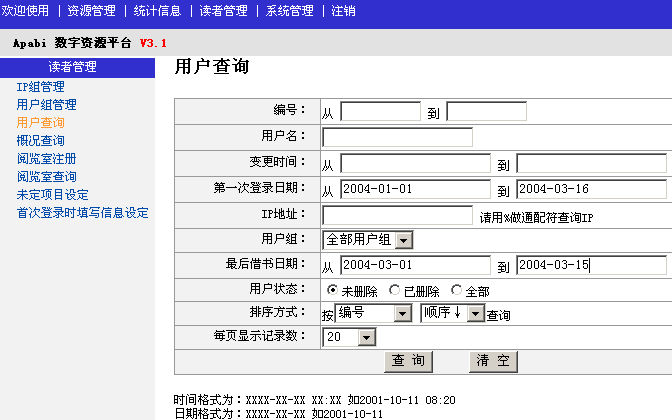 欢迎使用 | 资源管理 | 统计信息 | 读者管理 | 系统管理 | 注销
Apabi 数字资源平台 V3.1
读者管理
IP组管理
用户组管理
用户查询
概况查询
阅览室注册
阅览室查询
未定项目设定
首次登录时填写信息设定
用户查询
编号： 从 到
用户名：
变更时间： 从 到
第一次登录日期： 从 2004-01-01 到 2004-03-16
IP地址： 请用%做通配符查询IP
用户组： 全部用户组
最后借书日期： 从 2004-03-01 到 2004-03-15
用户状态： 未删除 已删除 全部
排序方式： 按 编号 顺序↓ 查询
每页显示记录数： 20
查 询 清 空
时间格式为：XXXX-XX-XX XX:XX 如2001-10-11 08:20
日期格式为：XXXX-XX-XX 如2001-10-11